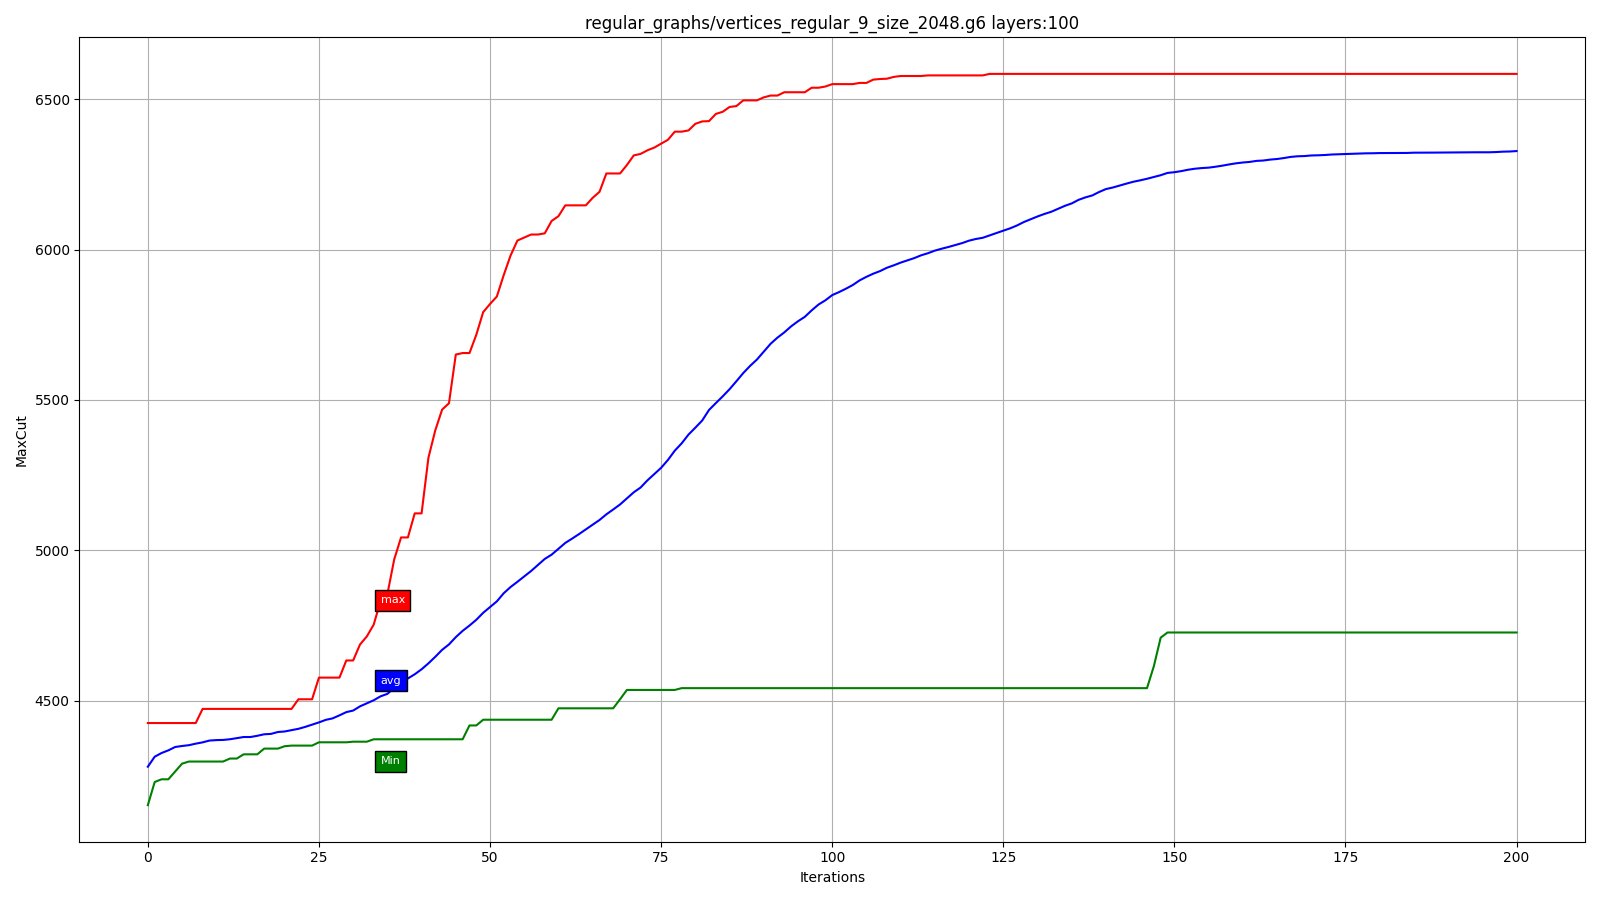 regular_graphs/vertices_regular_9_size_2048.g6 layers:100
6500
6000
5500
5000
4500
MaxCut
max
avg
Min
0 25 50 75 100 125 150 175 200
Iterations